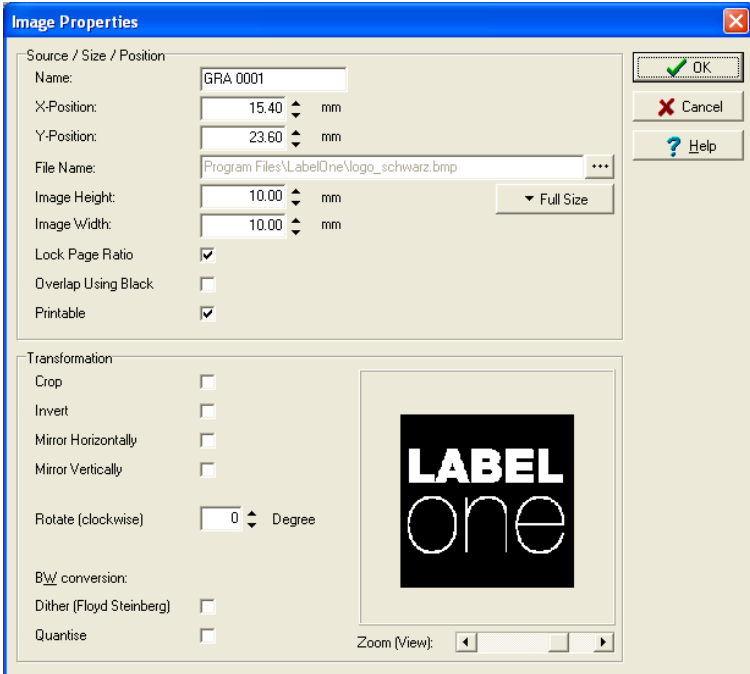 Image Properties
Source / Size / Position
Name: GRA 0001
OK
X-Position: 15.40 mm
Cancel
Y-Position: 23.60 mm
Help
File Name: Program Files\LabelOne\logo_schwarz.bmp ...
Image Height: 10.00 mm
Full Size
Image Width: 10.00 mm
Lock Page Ratio
Overlap Using Black
Printable
Transformation
Crop
Invert
Mirror Horizontally
Mirror Vertically
LABEL
one
Rotate (clockwise) 0 Degree
BW conversion:
Dither (Floyd Steinberg)
Quantise
Zoom (View):